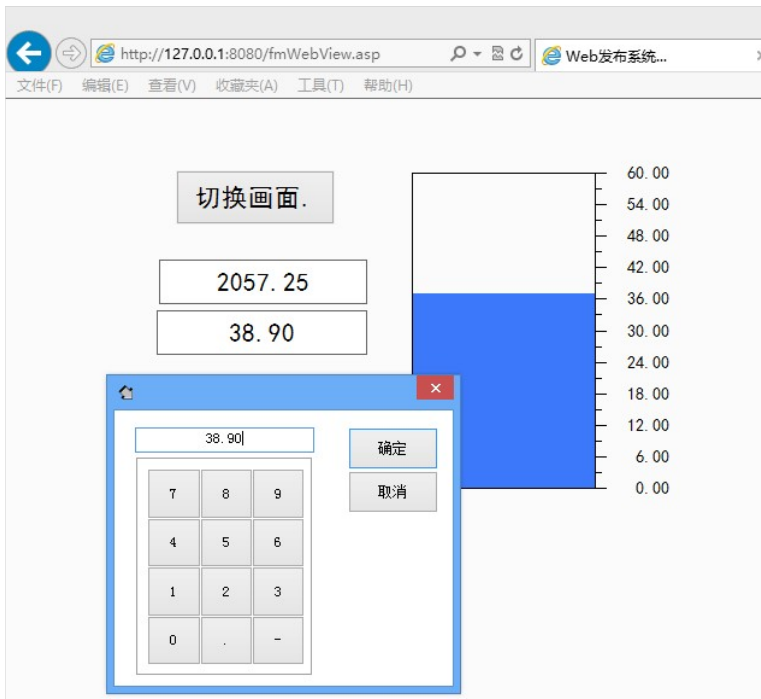 http://127.0.0.1:8080/fmWebView.asp
Web发布系统...
文件(F) 编辑(E) 查看(V) 收藏夹(A) 工具(T) 帮助(H)
切换画面.
2057.25
38.90
60.00
54.00
48.00
42.00
36.00
30.00
24.00
18.00
12.00
6.00
0.00
38.90
确定
取消
7 8 9
4 5 6
1 2 3
0 . -